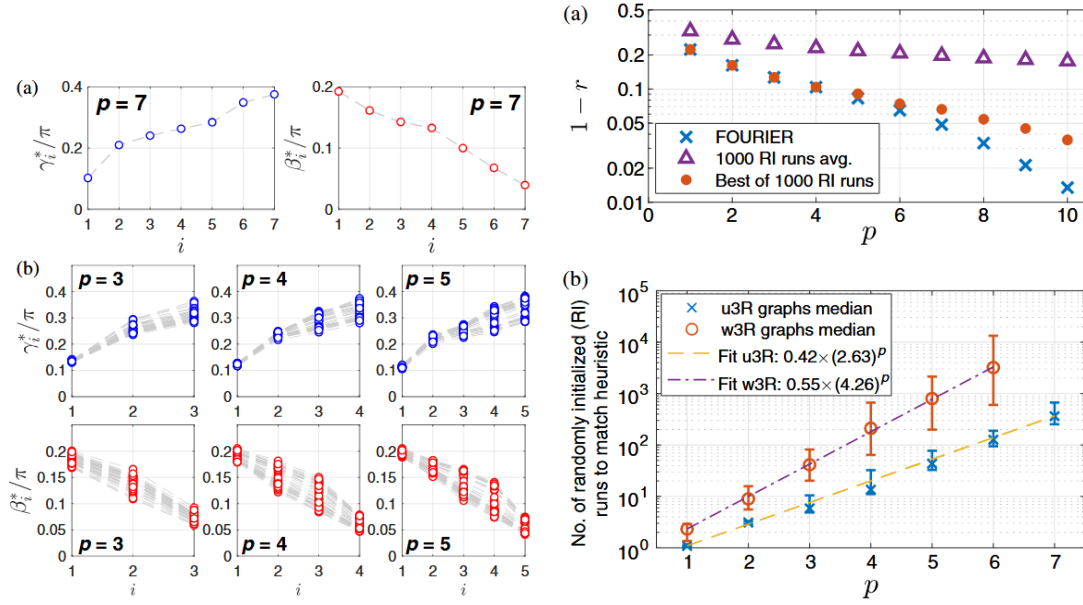 (a)
0.4
0.2
0
γ*i/π
p = 7
1 2 3 4 5 6 7
i
0.2
0.1
0
β*i/π
p = 7
1 2 3 4 5 6 7
i
(b)
0.5
0.4
0.3
0.2
0.1
0
γ*i/π
p = 3
1 2 3
p = 4
1 2 3 4
p = 5
1 2 3 4 5
0.2
0.15
0.1
0.05
0
β*i/π
p = 3
1 2 3
i
p = 4
1 2 3 4
i
p = 5
1 2 3 4 5
i
(a)
0.5
0.2
0.1
0.05
0.02
0.01
1 − r
FOURIER
1000 RI runs avg.
Best of 1000 RI runs
0 2 4 6 8 10
p
(b)
10^5
10^4
10^3
10^2
10^1
10^0
No. of randomly initialized (RI)
runs to match heuristic
u3R graphs median
w3R graphs median
Fit u3R: 0.42×(2.63)^p
Fit w3R: 0.55×(4.26)^p
1 2 3 4 5 6 7
p